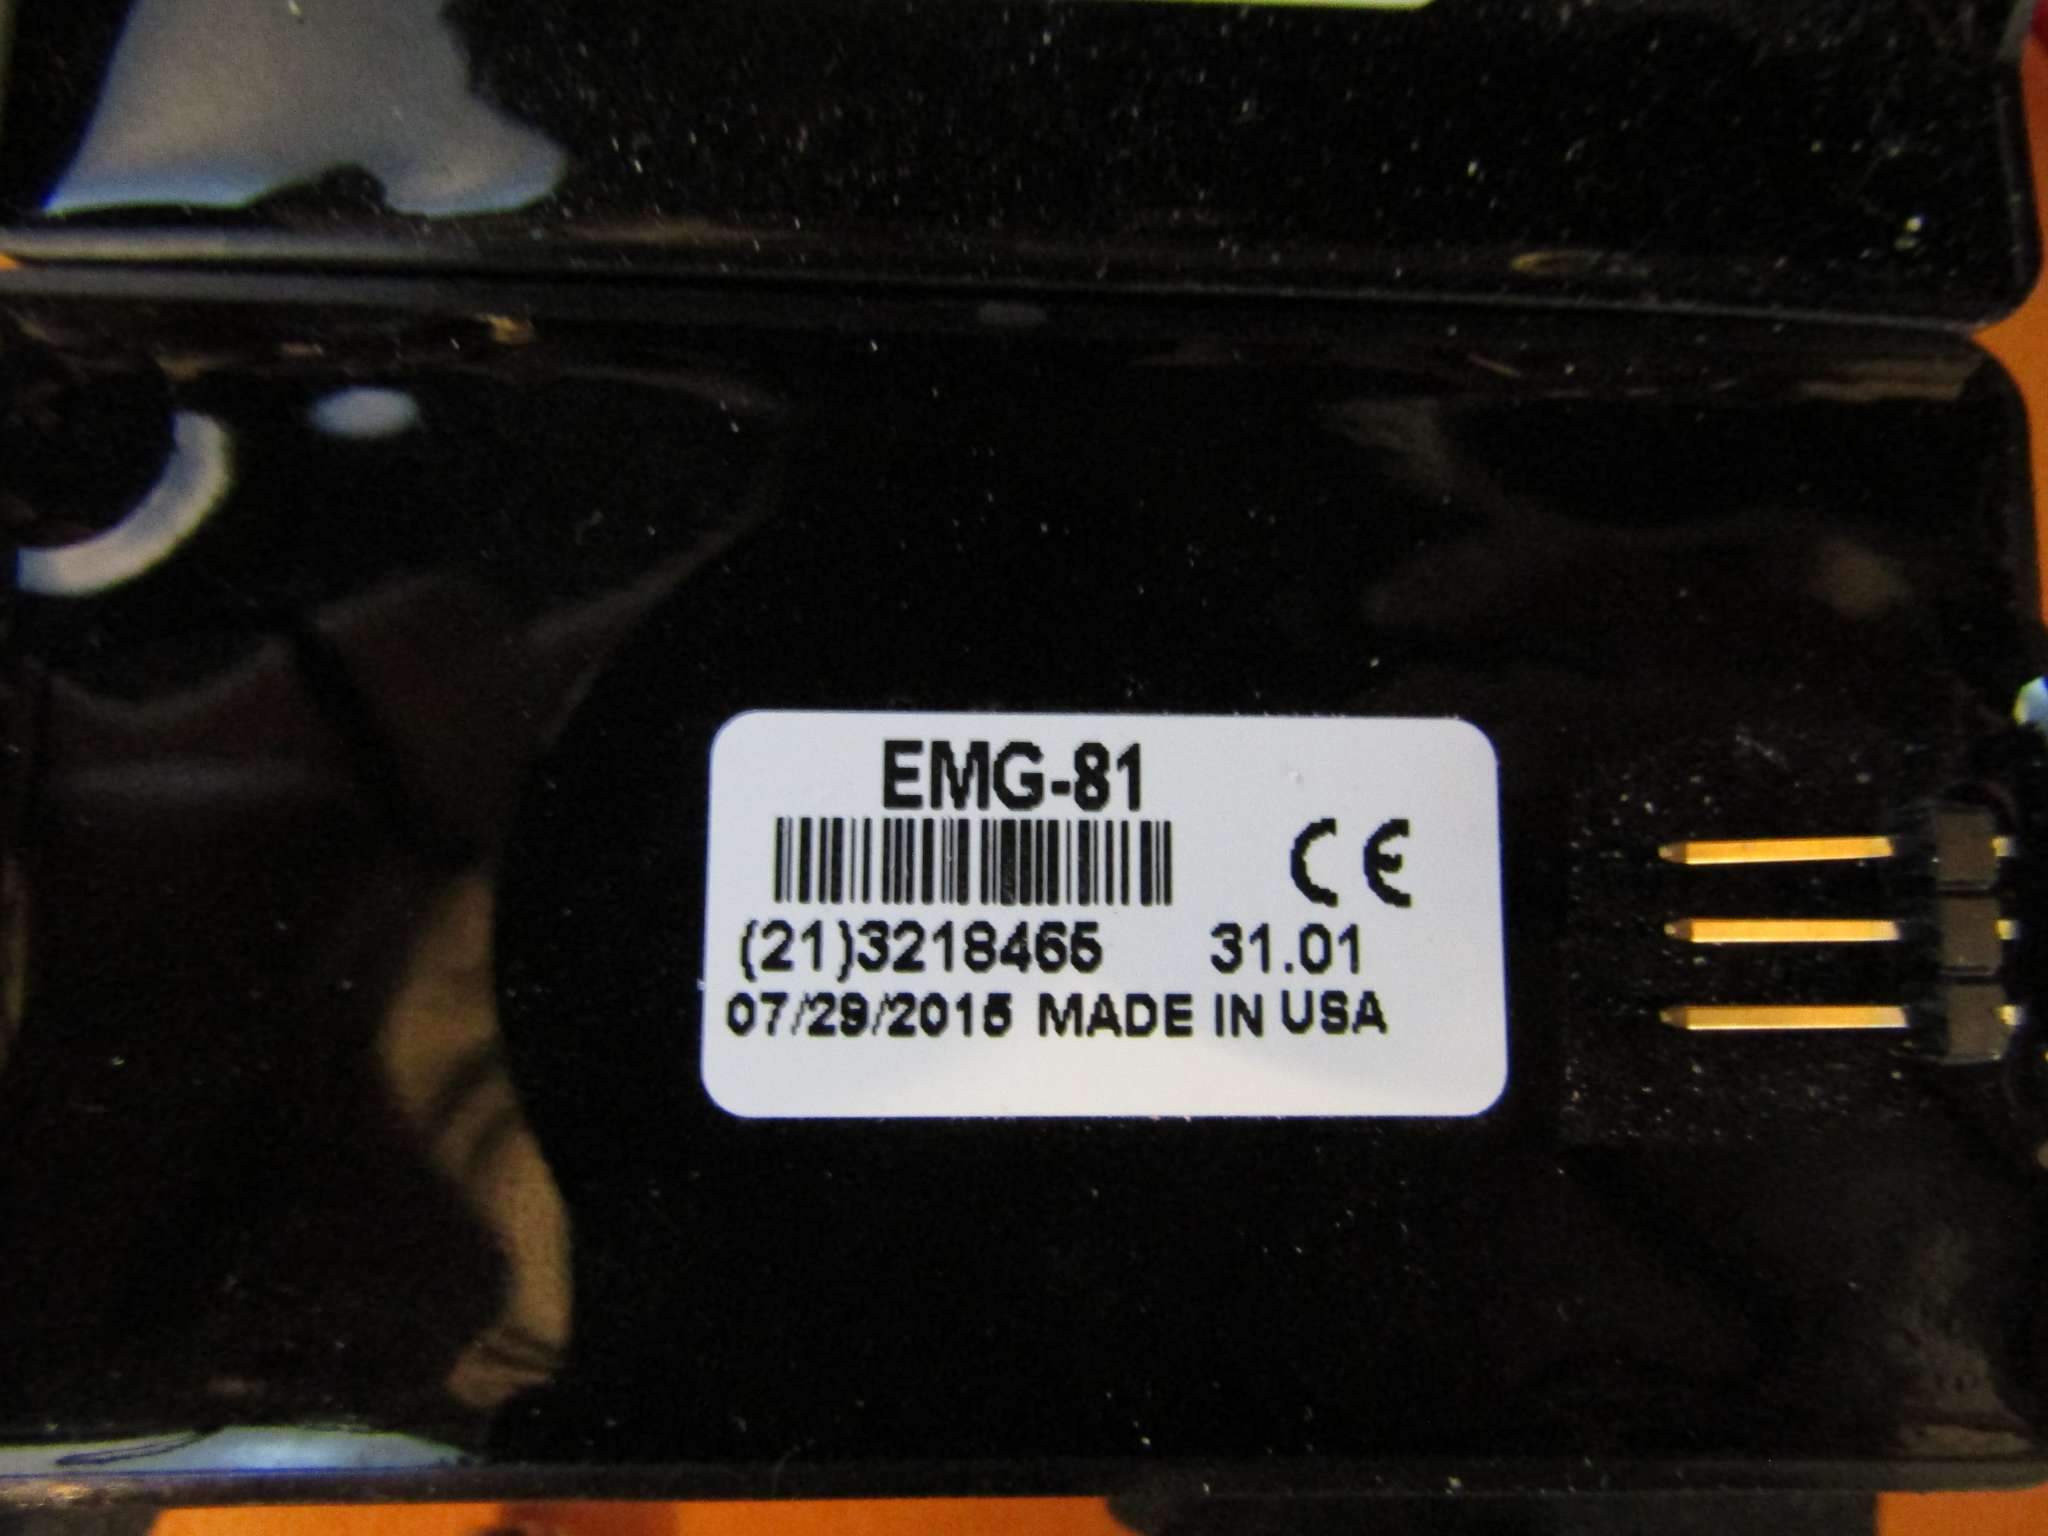 EMG-81
CE
(21)3218465 31.01
07/29/2015 MADE IN USA